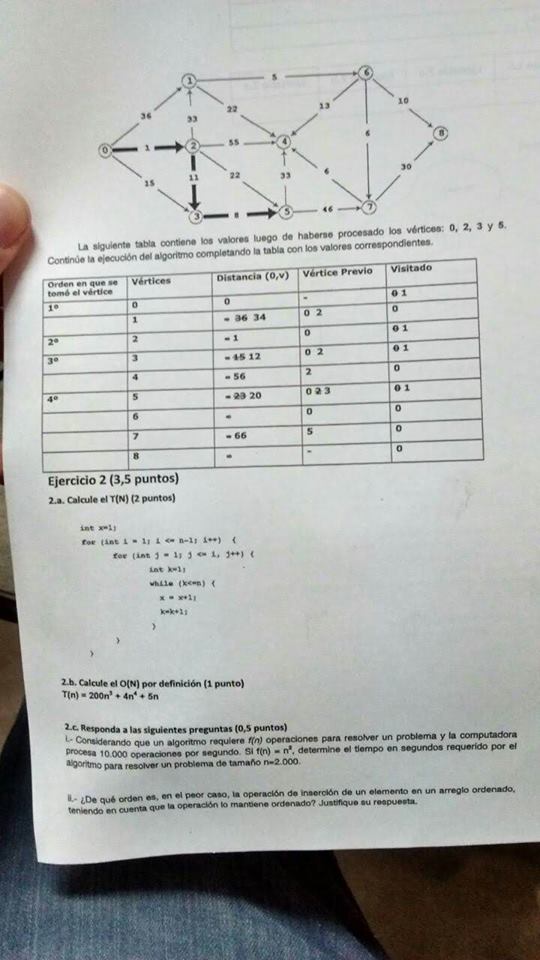 1
5
6
36
33
22
13
10
0
1
2
55
4
6
8
15
11
22
33
6
30
3
8
5
46
7
La siguiente tabla contiene los valores luego de haberse procesado los vértices: 0, 2, 3 y 5.
Continúe la ejecución del algoritmo completando la tabla con los valores correspondientes.
Orden en que se tomó el vértice Vértices Distancia (0,v) Vértice Previo Visitado
1º 0 0 - 0 1
1 ∞ 36 34 0 2 0
2º 2 ∞ 1 0 0 1
3º 3 ∞ 15 12 0 2 0 1
4 ∞ 56 2 0
4º 5 ∞ 23 20 0 2 3 0 1
6 ∞ 0 0
7 ∞ 66 5 0
8 ∞ - 0
Ejercicio 2 (3,5 puntos)
2.a. Calcule el T(N) (2 puntos)
int x=1;
for (int i = 1; i <= n-1; i++) {
for (int j = 1; j <= i, j++) {
int k=1;
while (k<=n) {
x = x+1;
k=k+1;
}
}
}
2.b. Calcule el O(N) por definición (1 punto)
T(n) = 200n³ + 4n⁴ + 5n
2.c. Responda a las siguientes preguntas (0,5 puntos)
i.- Considerando que un algoritmo requiere f(n) operaciones para resolver un problema y la computadora
procesa 10.000 operaciones por segundo. Si f(n) = n², determine el tiempo en segundos requerido por el
algoritmo para resolver un problema de tamaño n=2.000.
ii.- ¿De qué orden es, en el peor caso, la operación de inserción de un elemento en un arreglo ordenado,
teniendo en cuenta que la operación lo mantiene ordenado? Justifique su respuesta.